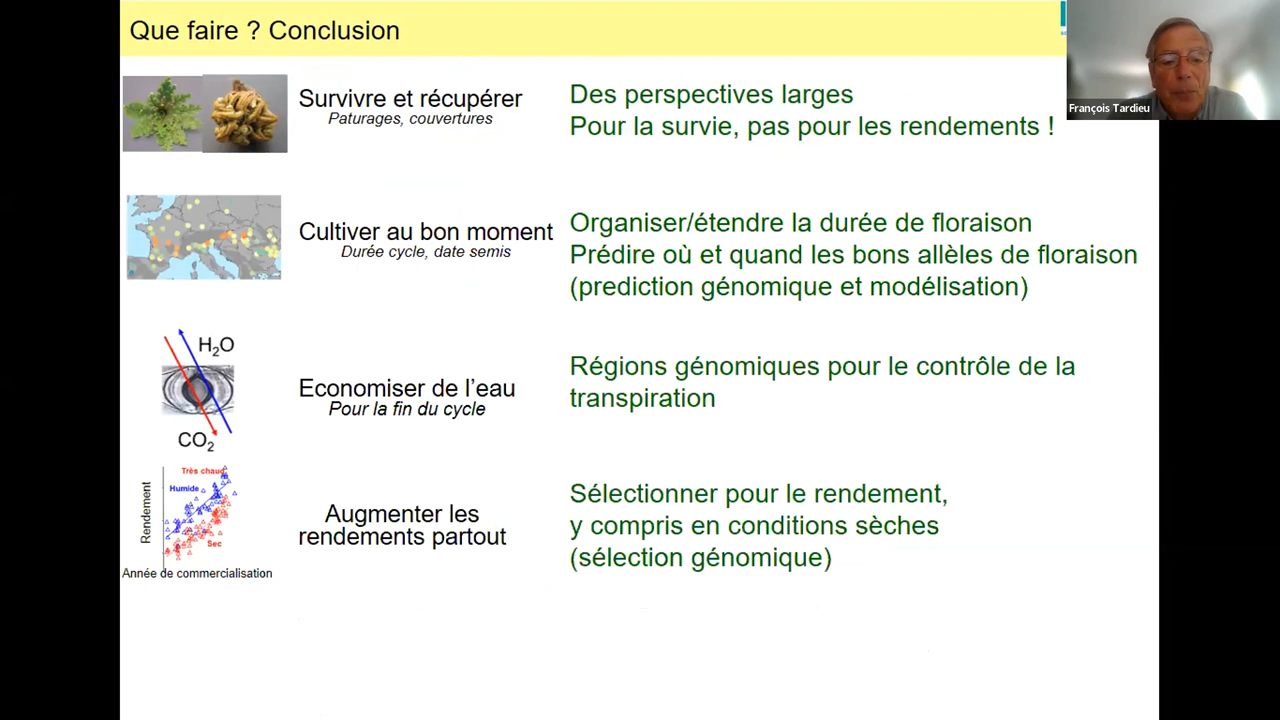 Que faire ? Conclusion
François Tardieu
Survivre et récupérer
Paturages, couvertures
Des perspectives larges
Pour la survie, pas pour les rendements !
Cultiver au bon moment
Durée cycle, date semis
Organiser/étendre la durée de floraison
Prédire où et quand les bons allèles de floraison
(prediction génomique et modélisation)
H2O
CO2
Economiser de l'eau
Pour la fin du cycle
Régions génomiques pour le contrôle de la
transpiration
Très chaud
Humide
Sec
Rendement
Année de commercialisation
Augmenter les
rendements partout
Sélectionner pour le rendement,
y compris en conditions sèches
(sélection génomique)